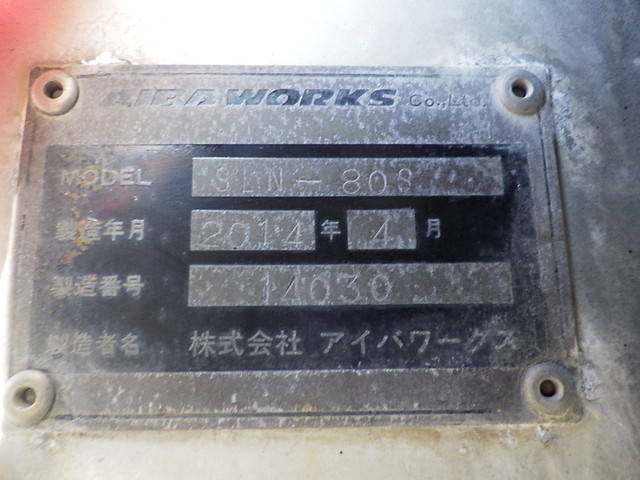 AIBA WORKS Co., Ltd.
MODEL SLN-808
製造年月 2014 年 4 月
製造番号 14030
製造者名 株式会社 アイバワークス